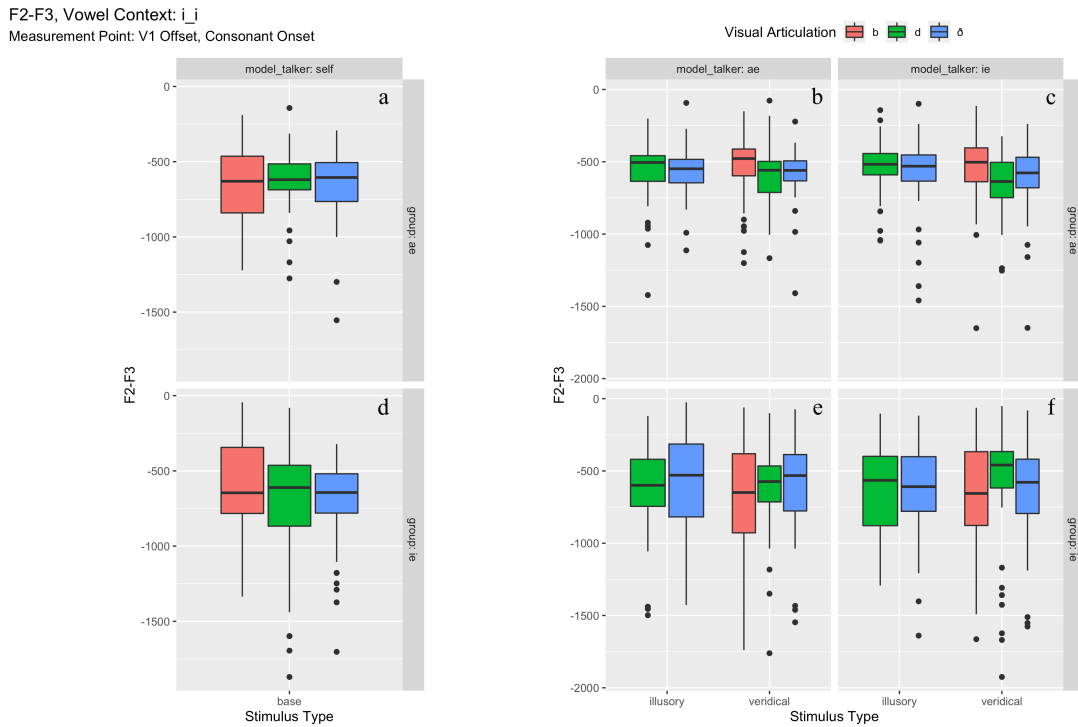 F2-F3, Vowel Context: i_i
Measurement Point: V1 Offset, Consonant Onset
Visual Articulation b d ð
model_talker: self
a
0
-500
-1000
-1500
group: ae
d
0
-500
-1000
-1500
group: ie
F2-F3
base
Stimulus Type
model_talker: ae
model_talker: ie
b
c
0
-500
-1000
-1500
-2000
group: ae
e
f
0
-500
-1000
-1500
-2000
group: ie
F2-F3
illusory
veridical
illusory
veridical
Stimulus Type